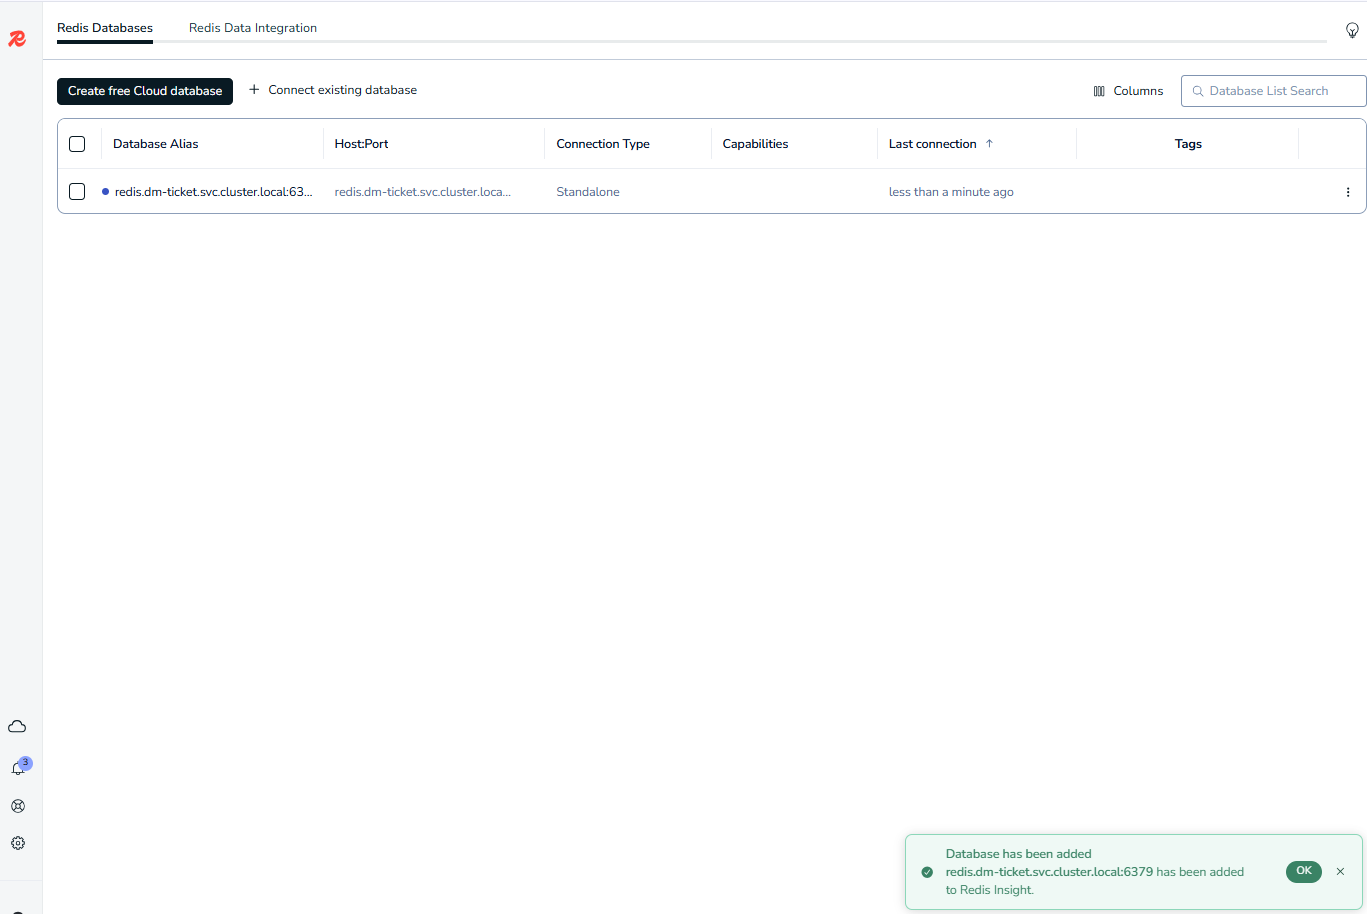 Redis Databases
Redis Data Integration
Create free Cloud database
Connect existing database
Columns
Database List Search
Database Alias
Host:Port
Connection Type
Capabilities
Last connection
Tags
redis.dm-ticket.svc.cluster.local:63...
redis.dm-ticket.svc.cluster.loca...
Standalone
less than a minute ago
3
Database has been added
redis.dm-ticket.svc.cluster.local:6379 has been added
to Redis Insight.
OK